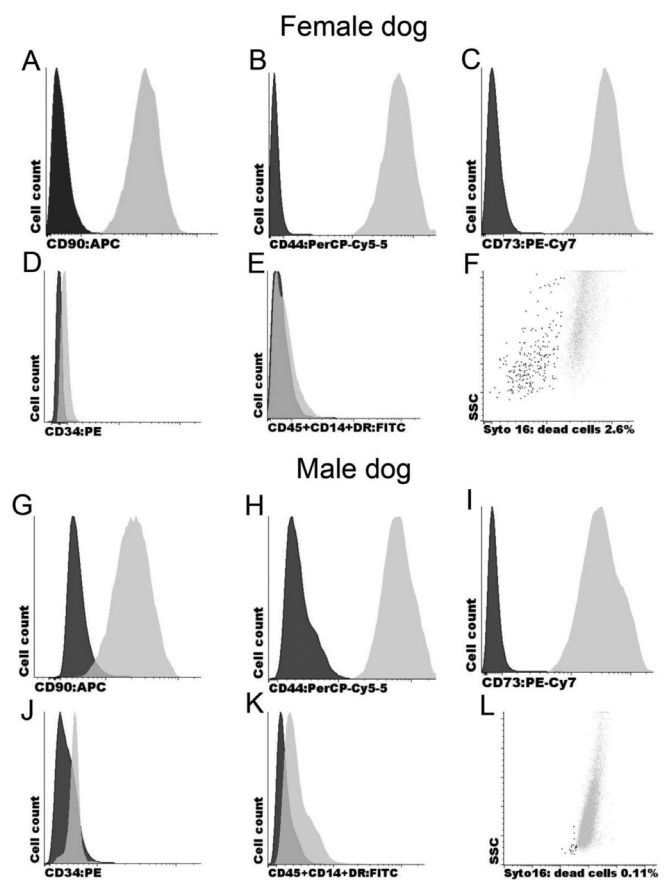 Female dog
A
B
C
Cell count
CD90:APC
Cell count
CD44:PerCP-Cy5-5
Cell count
CD73:PE-Cy7
D
E
F
Cell count
CD34:PE
Cell count
CD45+CD14+DR:FITC
SSC
Syto 16: dead cells 2.6%
Male dog
G
H
I
Cell count
CD90:APC
Cell count
CD44:PerCP-Cy5-5
Cell count
CD73:PE-Cy7
J
K
L
Cell count
CD34:PE
Cell count
CD45+CD14+DR:FITC
SSC
Syto16: dead cells 0.11%